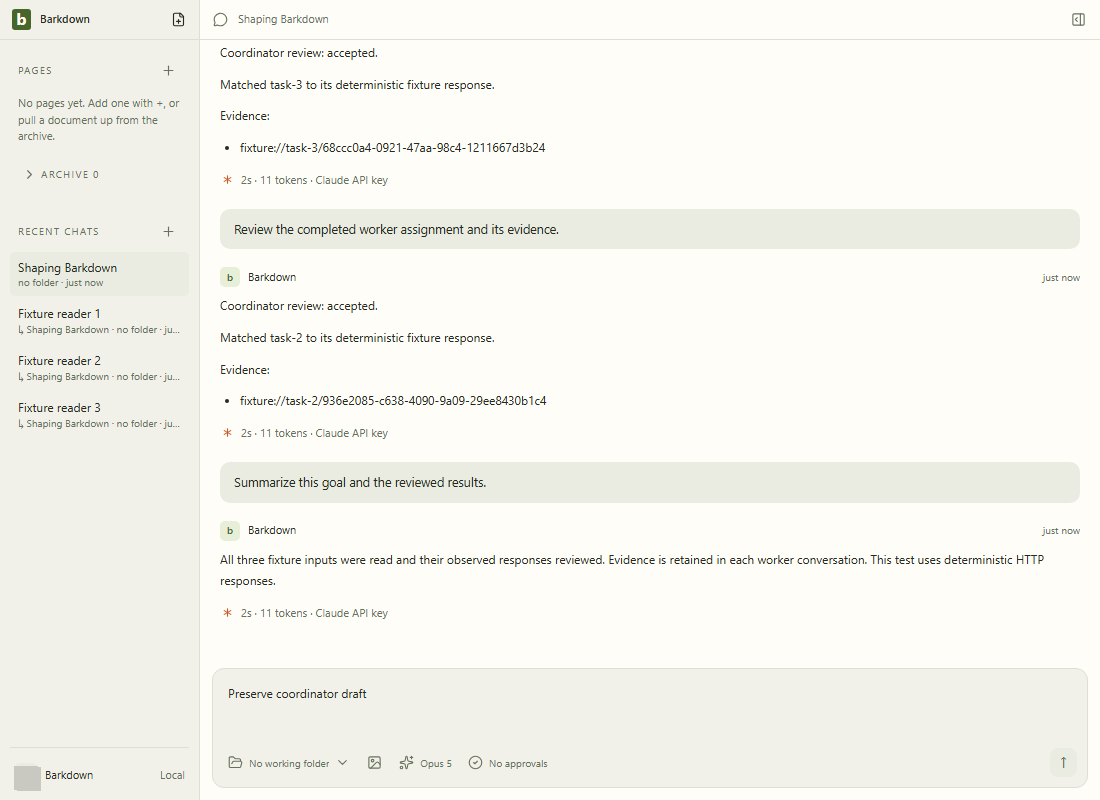 b Barkdown
Shaping Barkdown
PAGES
No pages yet. Add one with +, or
pull a document up from the
archive.
ARCHIVE 0
RECENT CHATS
Shaping Barkdown
no folder · just now
Fixture reader 1
↳ Shaping Barkdown · no folder · ju...
Fixture reader 2
↳ Shaping Barkdown · no folder · ju...
Fixture reader 3
↳ Shaping Barkdown · no folder · ju...
Barkdown Local
Coordinator review: accepted.
Matched task-3 to its deterministic fixture response.
Evidence:
• fixture://task-3/68ccc0a4-0921-47aa-98c4-1211667d3b24
2s · 11 tokens · Claude API key
Review the completed worker assignment and its evidence.
b Barkdown just now
Coordinator review: accepted.
Matched task-2 to its deterministic fixture response.
Evidence:
• fixture://task-2/936e2085-c638-4090-9a09-29ee8430b1c4
2s · 11 tokens · Claude API key
Summarize this goal and the reviewed results.
b Barkdown just now
All three fixture inputs were read and their observed responses reviewed. Evidence is retained in each worker conversation. This test uses deterministic HTTP
responses.
2s · 11 tokens · Claude API key
Preserve coordinator draft
No working folder Opus 5 No approvals